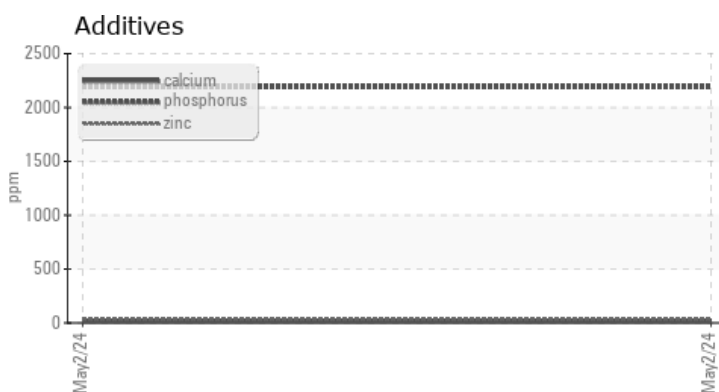 Additives
2500
2000
1500
1000
500
0
ppm
calcium
phosphorus
zinc
May2/24
May2/24